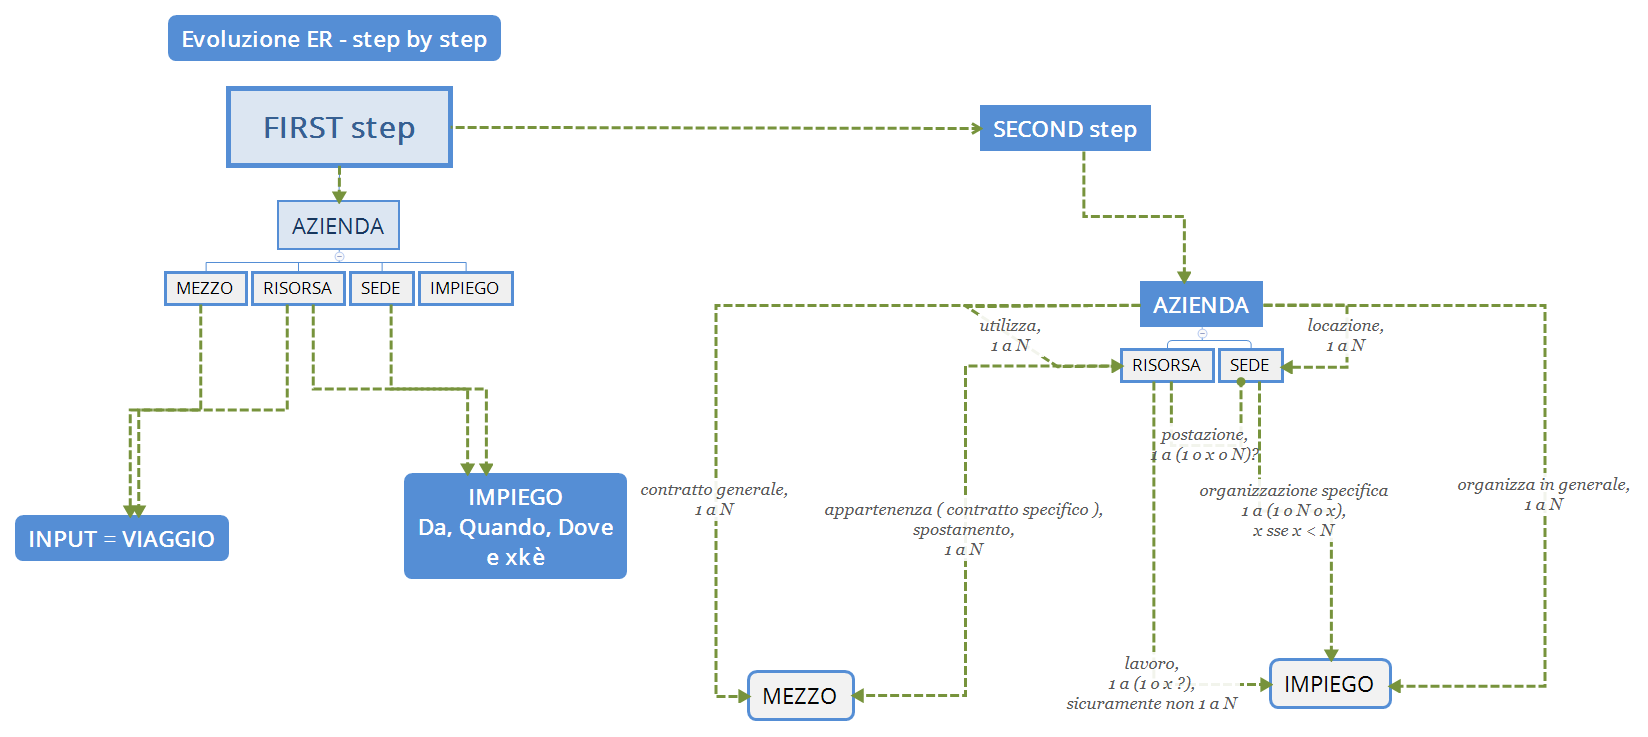 Evoluzione ER - step by step
FIRST step
SECOND step
AZIENDA
MEZZO
RISORSA
SEDE
IMPIEGO
INPUT = VIAGGIO
IMPIEGO
Da, Quando, Dove
e xkè
AZIENDA
utilizza,
1 a N
locazione,
1 a N
RISORSA
SEDE
postazione,
1 a (1 o x o N)?
contratto generale,
1 a N
appartenenza ( contratto specifico ),
spostamento,
1 a N
organizzazione specifica
1 a (1 o N o x),
x sse x < N
organizza in generale,
1 a N
lavoro,
1 a (1 o x ?),
sicuramente non 1 a N
MEZZO
IMPIEGO